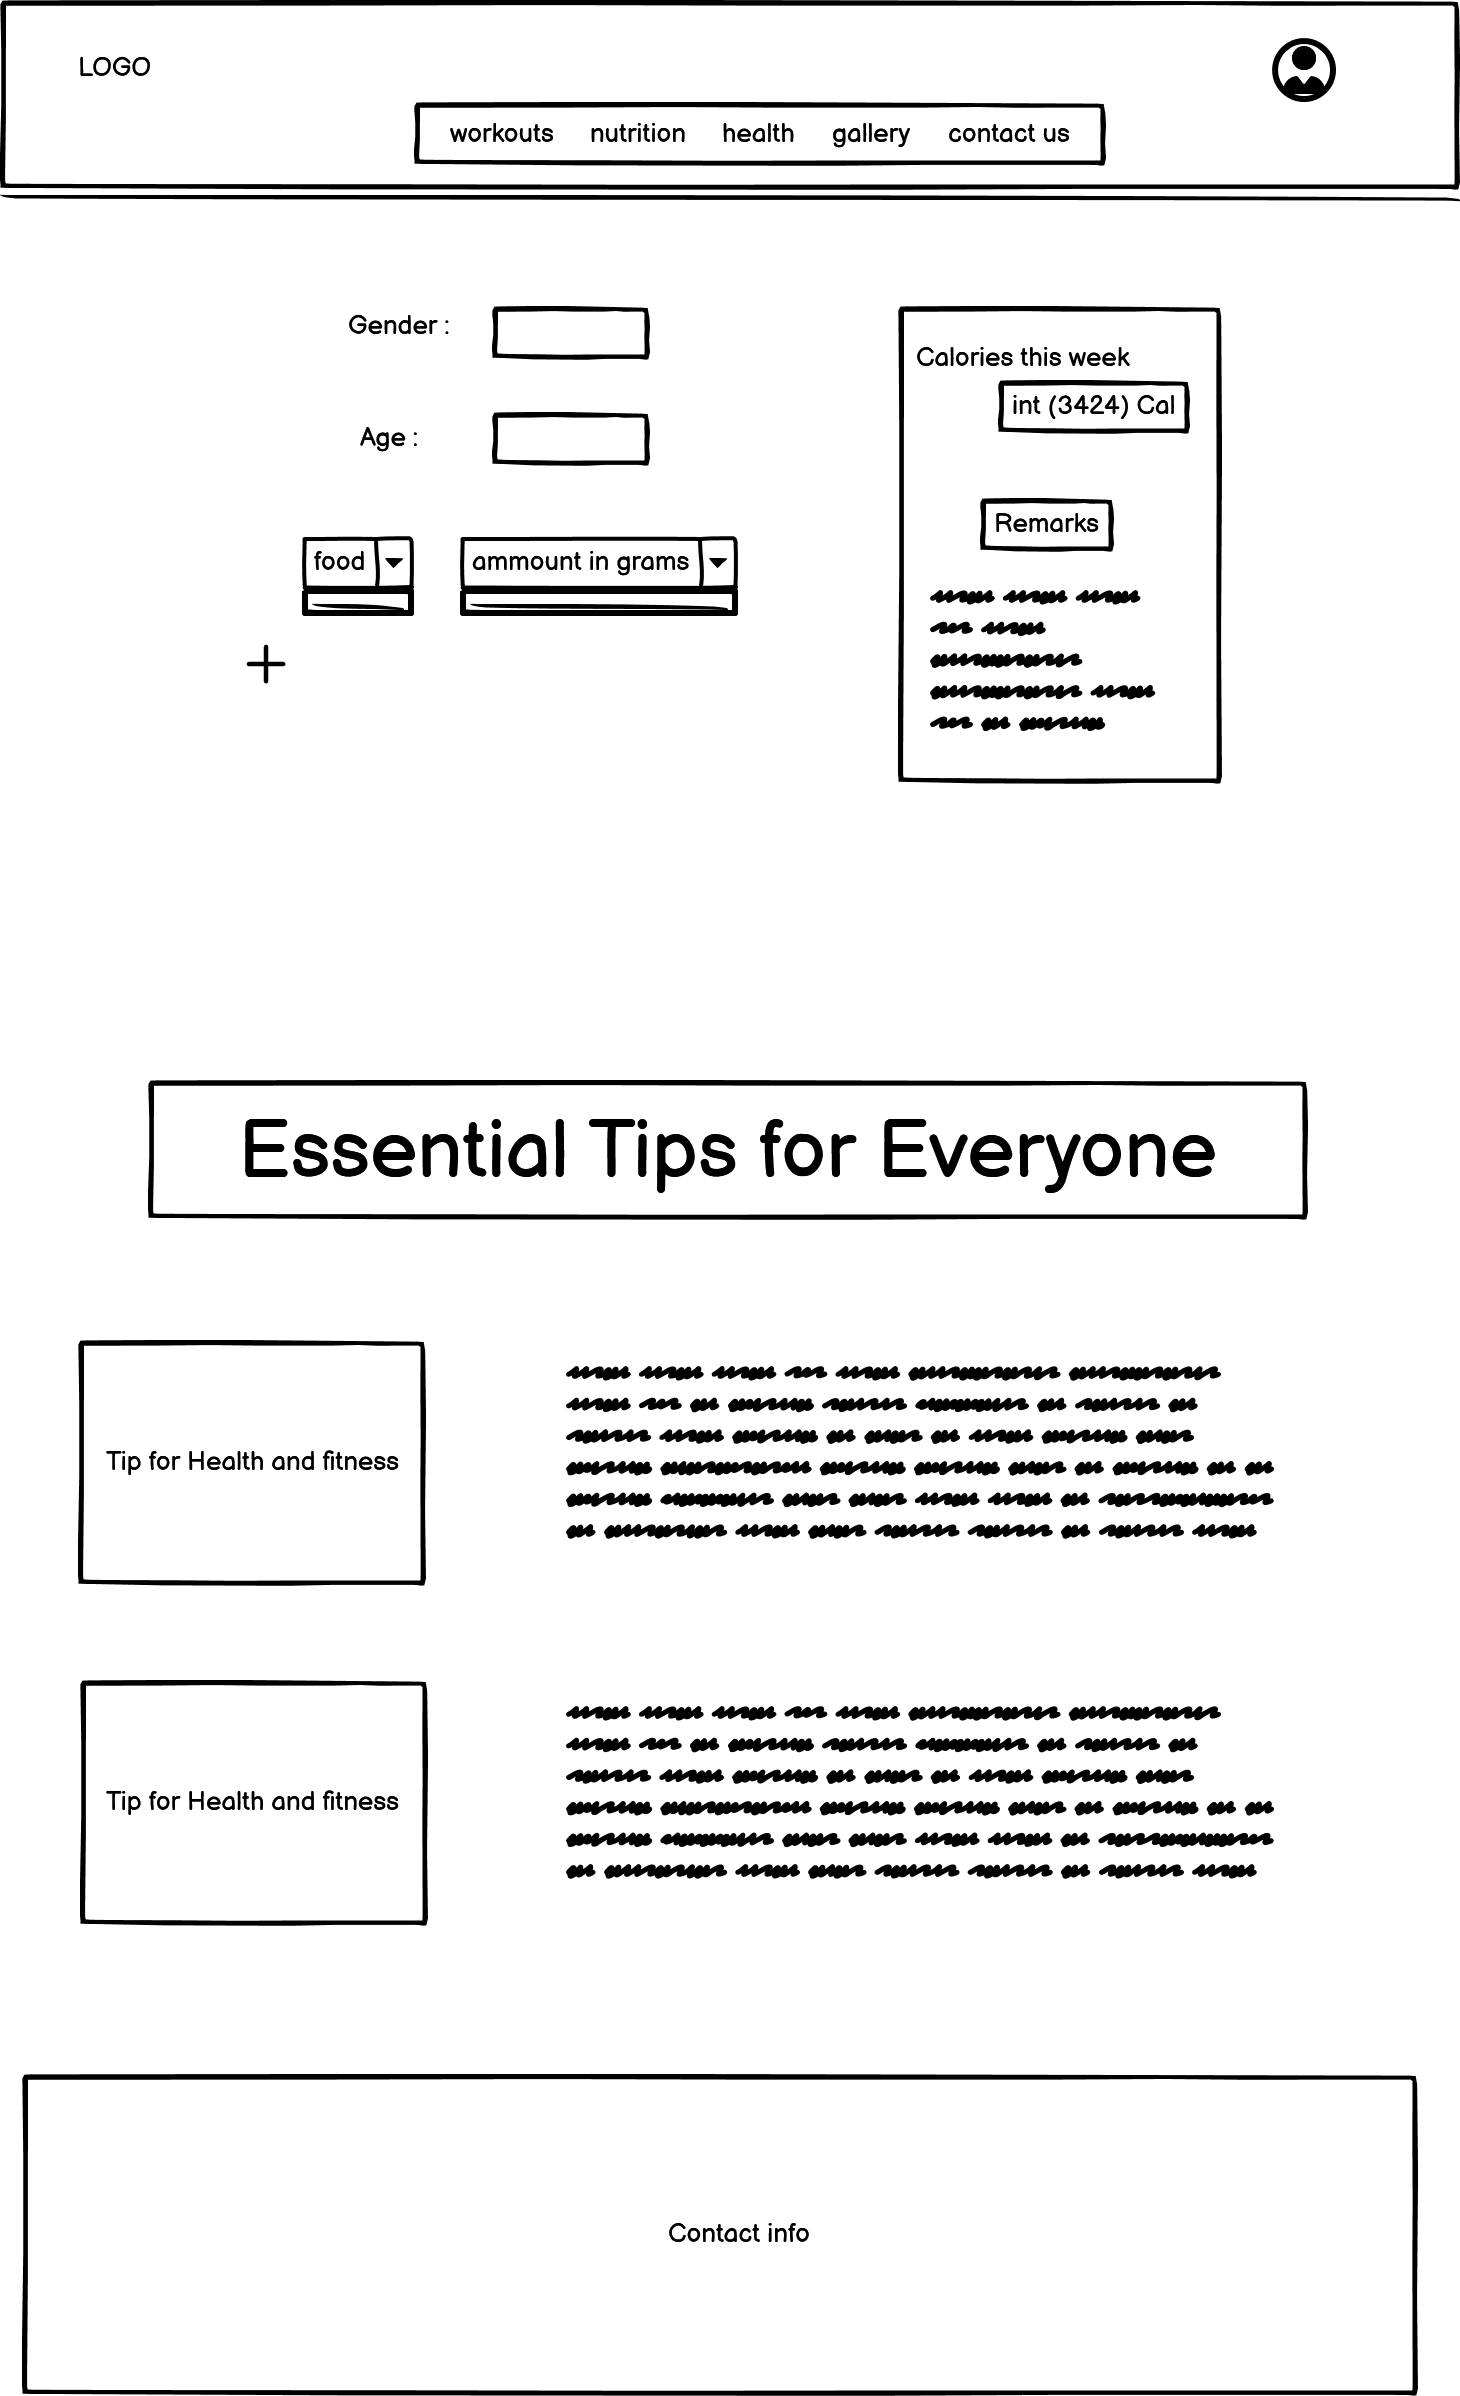 LOGO
workouts nutrition health gallery contact us
Gender :
Age :
food
ammount in grams
Calories this week
int (3424) Cal
Remarks
Essential Tips for Everyone
Tip for Health and fitness
Tip for Health and fitness
Contact info